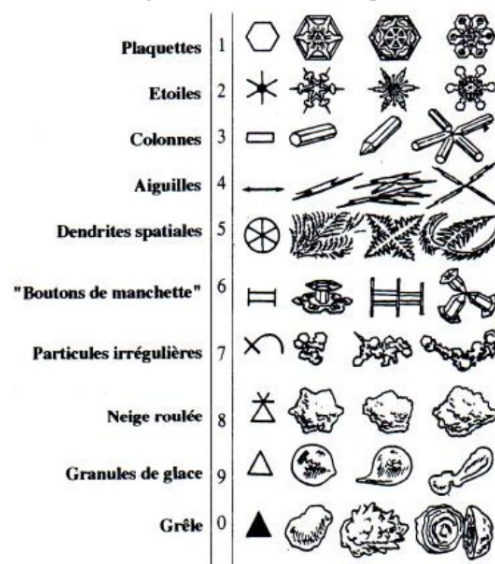 Plaquettes 1
Etoiles 2
Colonnes 3
Aiguilles 4
Dendrites spatiales 5
"Boutons de manchette" 6
Particules irrégulières 7
Neige roulée 8
Granules de glace 9
Grêle 0